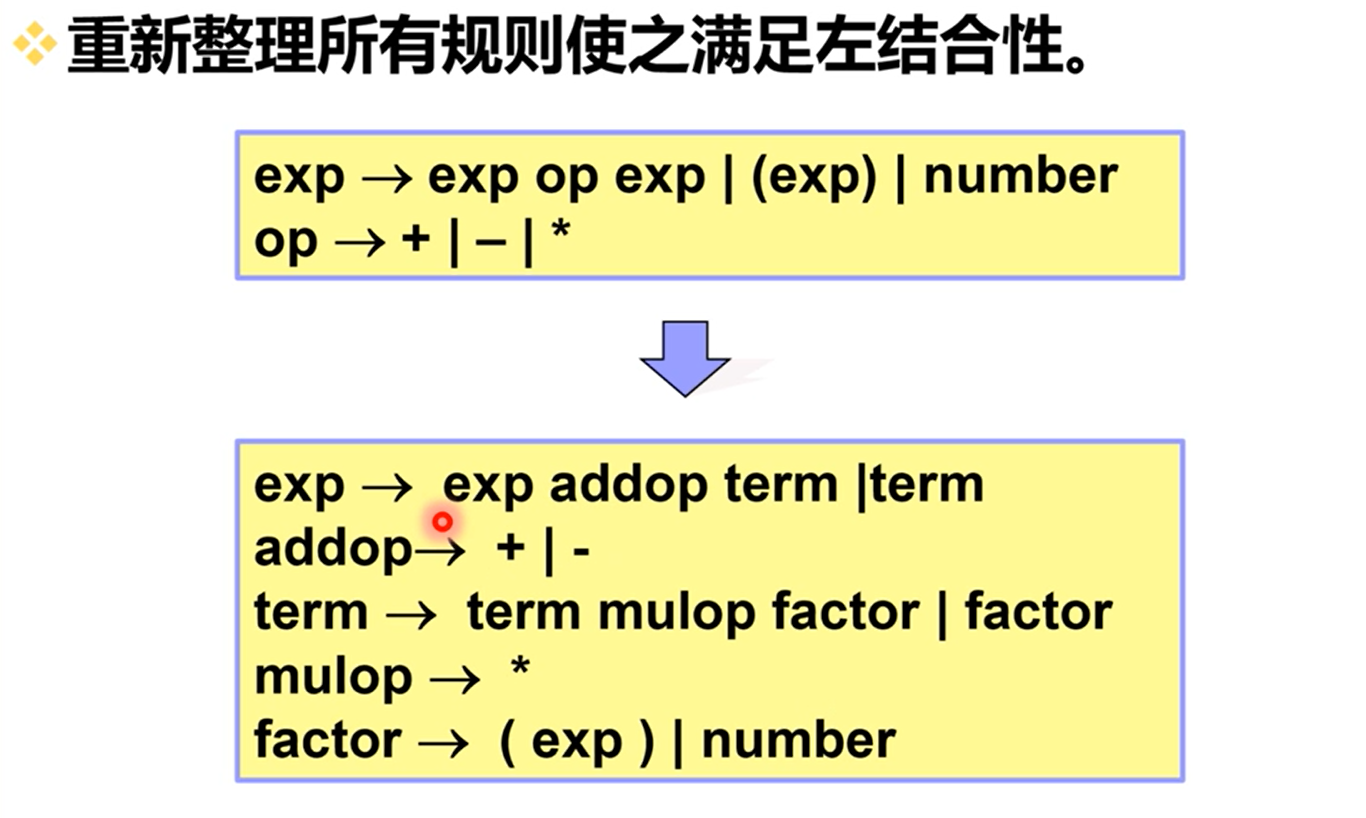 重新整理所有规则使之满足左结合性。
exp → exp op exp | (exp) | number
op → + | – | *
exp → exp addop term |term
addop→ + | -
term → term mulop factor | factor
mulop → *
factor → ( exp ) | number